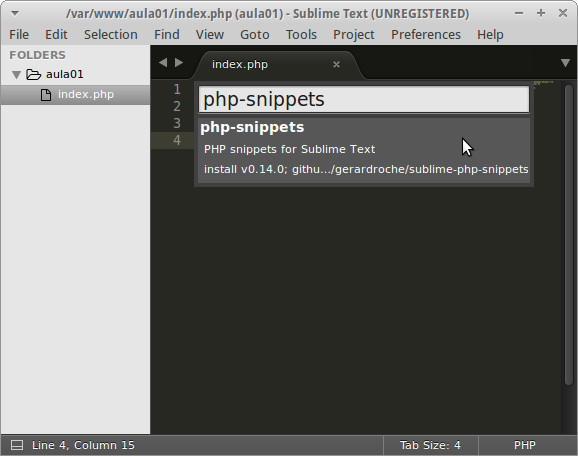 /var/www/aula01/index.php (aula01) - Sublime Text (UNREGISTERED)
File Edit Selection Find View Goto Tools Project Preferences Help
FOLDERS
aula01
index.php
index.php
1
2
3
4
php-snippets
php-snippets
PHP snippets for Sublime Text
install v0.14.0; githu.../gerardroche/sublime-php-snippets
Line 4, Column 15 Tab Size: 4 PHP